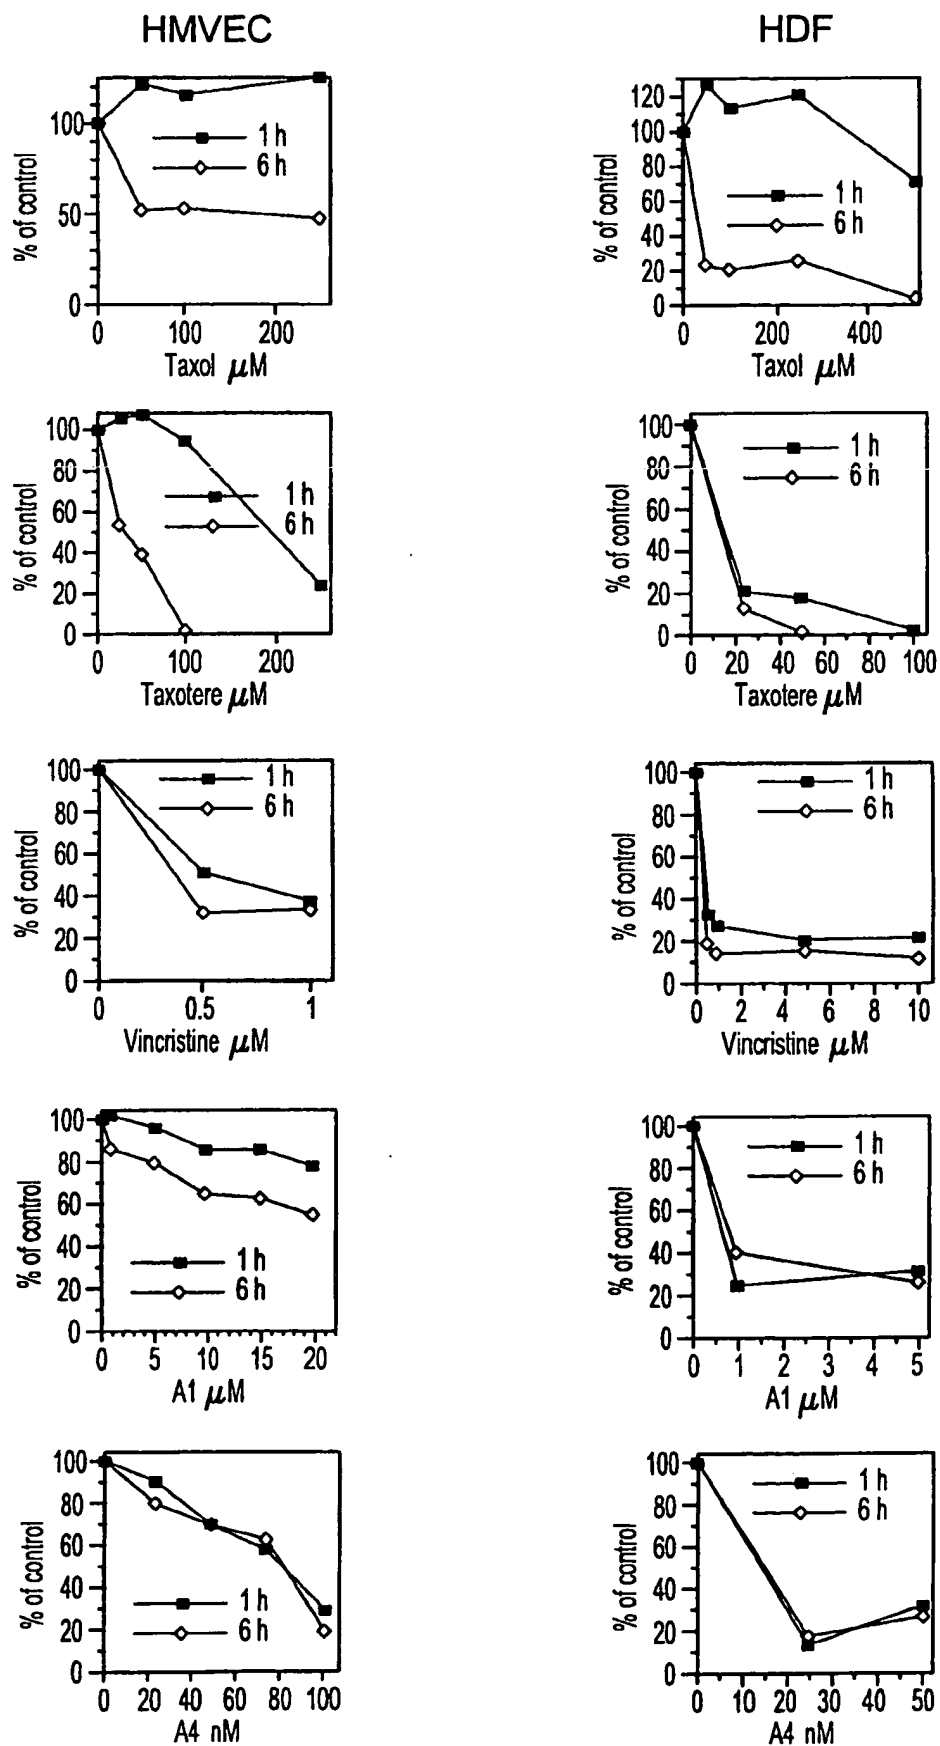 HMVEC
HDF
% of control
100
50
0
1 h
6 h
0 100 200
Taxol μM
% of control
120
100
80
60
40
20
0
1 h
6 h
0 200 400
Taxol μM
% of control
100
80
60
40
20
0
1 h
6 h
0 100 200
Taxotere μM
% of control
100
80
60
40
20
0
1 h
6 h
0 20 40 60 80 100
Taxotere μM
% of control
100
80
60
40
20
0
1 h
6 h
0 0.5 1
Vincristine μM
% of control
100
80
60
40
20
0
1 h
6 h
0 2 4 6 8 10
Vincristine μM
% of control
100
80
60
40
20
0
1 h
6 h
0 5 10 15 20
A1 μM
% of control
100
80
60
40
20
0
1 h
6 h
0 1 2 3 4 5
A1 μM
% of control
100
80
60
40
20
0
1 h
6 h
0 20 40 60 80 100
A4 nM
% of control
100
80
60
40
20
0
1 h
6 h
0 10 20 30 40 50
A4 nM